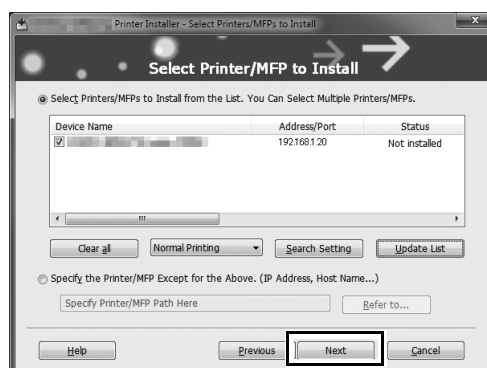 Printer Installer - Select Printers/MFPs to Install
Select Printer/MFP to Install
Select Printers/MFPs to Install from the List. You Can Select Multiple Printers/MFPs.
Device Name Address/Port Status
192.168.1.20 Not installed
Clear all Normal Printing Search Setting Update List
Specify the Printer/MFP Except for the Above. (IP Address, Host Name...)
Specify Printer/MFP Path Here Refer to...
Help Previous Next Cancel